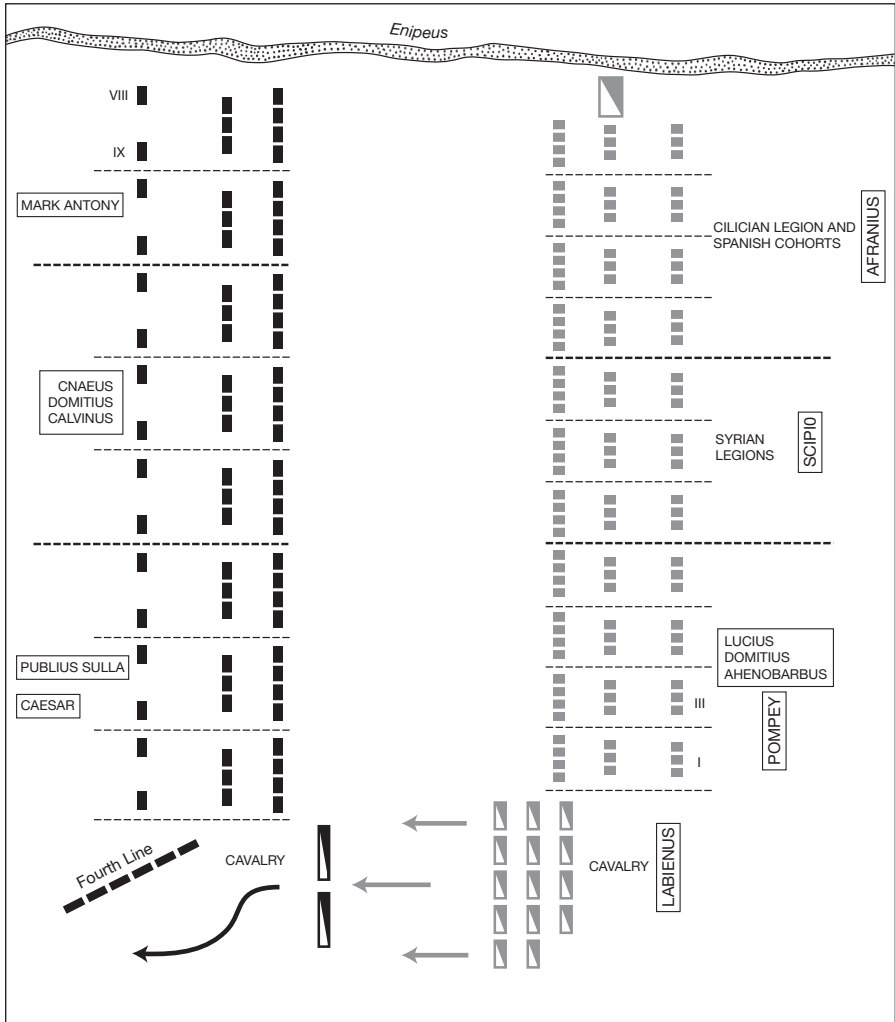 Enipeus
VIII
IX
MARK ANTONY
CNAEUS
DOMITIUS
CALVINUS
PUBLIUS SULLA
CAESAR
Fourth Line
CAVALRY
CILICIAN LEGION AND
SPANISH COHORTS
AFRANIUS
SYRIAN
LEGIONS
SCIPI0
LUCIUS
DOMITIUS
AHENOBARBUS
III
POMPEY
I
CAVALRY
LABIENUS